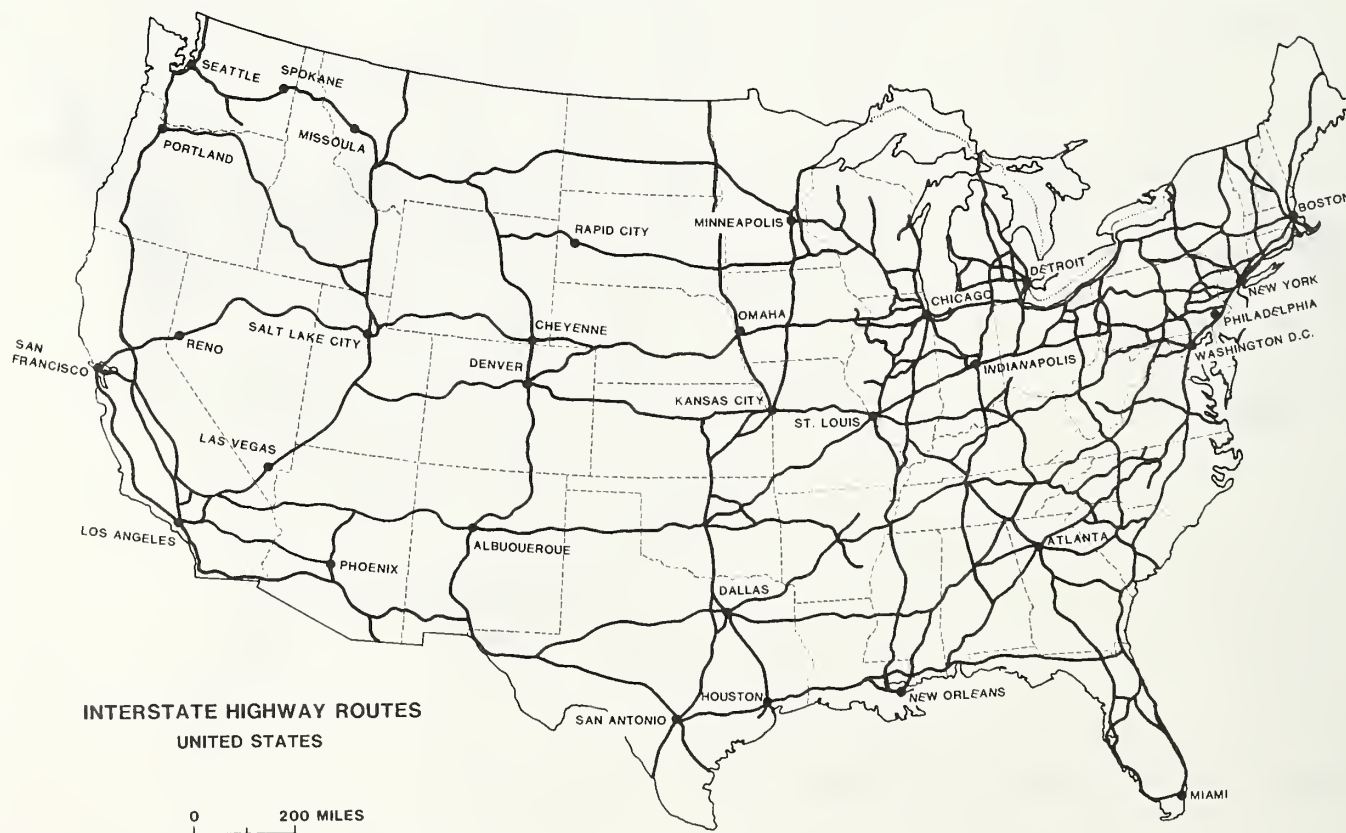 SEATTLE
SPOKANE
MISSOULA
PORTLAND
MINNEAPOLIS
RAPID CITY
BOSTON
DETROIT
NEW YORK
CHICAGO
OMAHA
PHILADELPHIA
CHEYENNE
SALT LAKE CITY
RENO
SAN
FRANCISCO
WASHINGTON D.C.
DENVER
INDIANAPOLIS
KANSAS CITY
ST. LOUIS
LAS VEGAS
LOS ANGELES
ALBUQUERQUE
ATLANTA
PHOENIX
DALLAS
HOUSTON
NEW ORLEANS
SAN ANTONIO
MIAMI
INTERSTATE HIGHWAY ROUTES
UNITED STATES
0 200 MILES